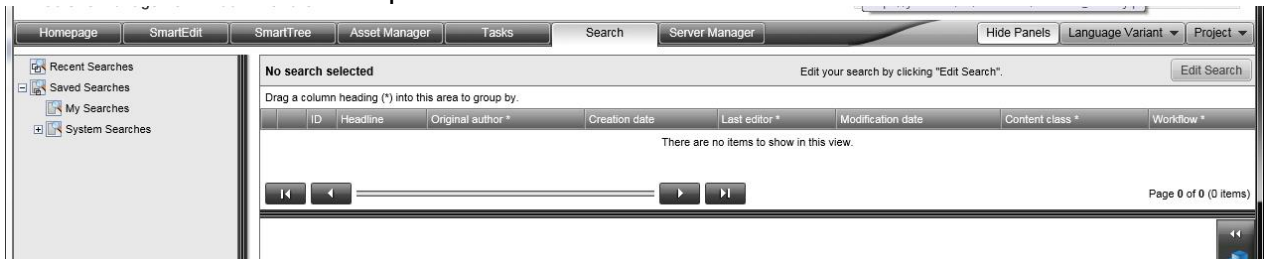 Homepage SmartEdit SmartTree Asset Manager Tasks Search Server Manager Hide Panels Language Variant Project
Recent Searches
Saved Searches
My Searches
System Searches
No search selected Edit your search by clicking "Edit Search". Edit Search
Drag a column heading (*) into this area to group by.
ID Headline Original author * Creation date Last editor * Modification date Content class * Workflow *
There are no items to show in this view.
Page 0 of 0 (0 items)